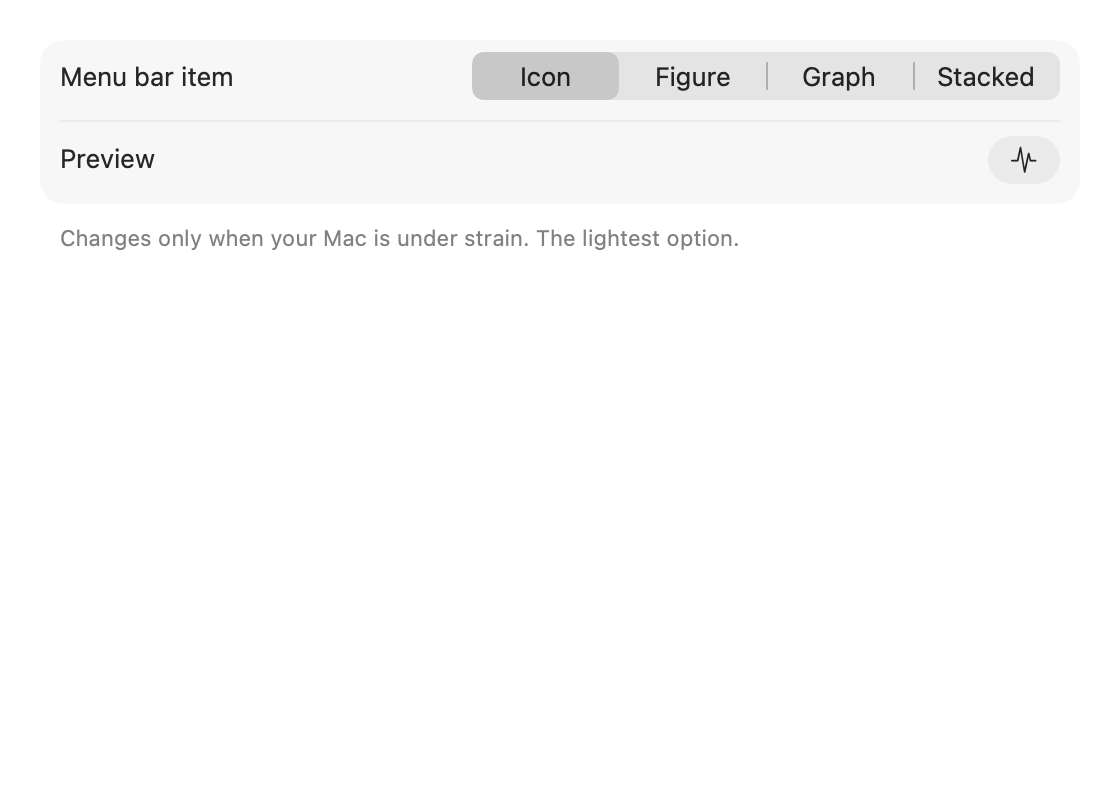 Menu bar item
Icon
Figure
Graph
Stacked
Preview
Changes only when your Mac is under strain. The lightest option.